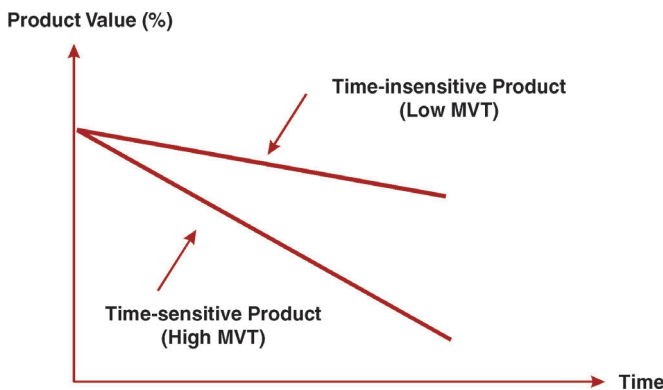 Product Value (%)
Time-insensitive Product
(Low MVT)
Time-sensitive Product
(High MVT)
Time